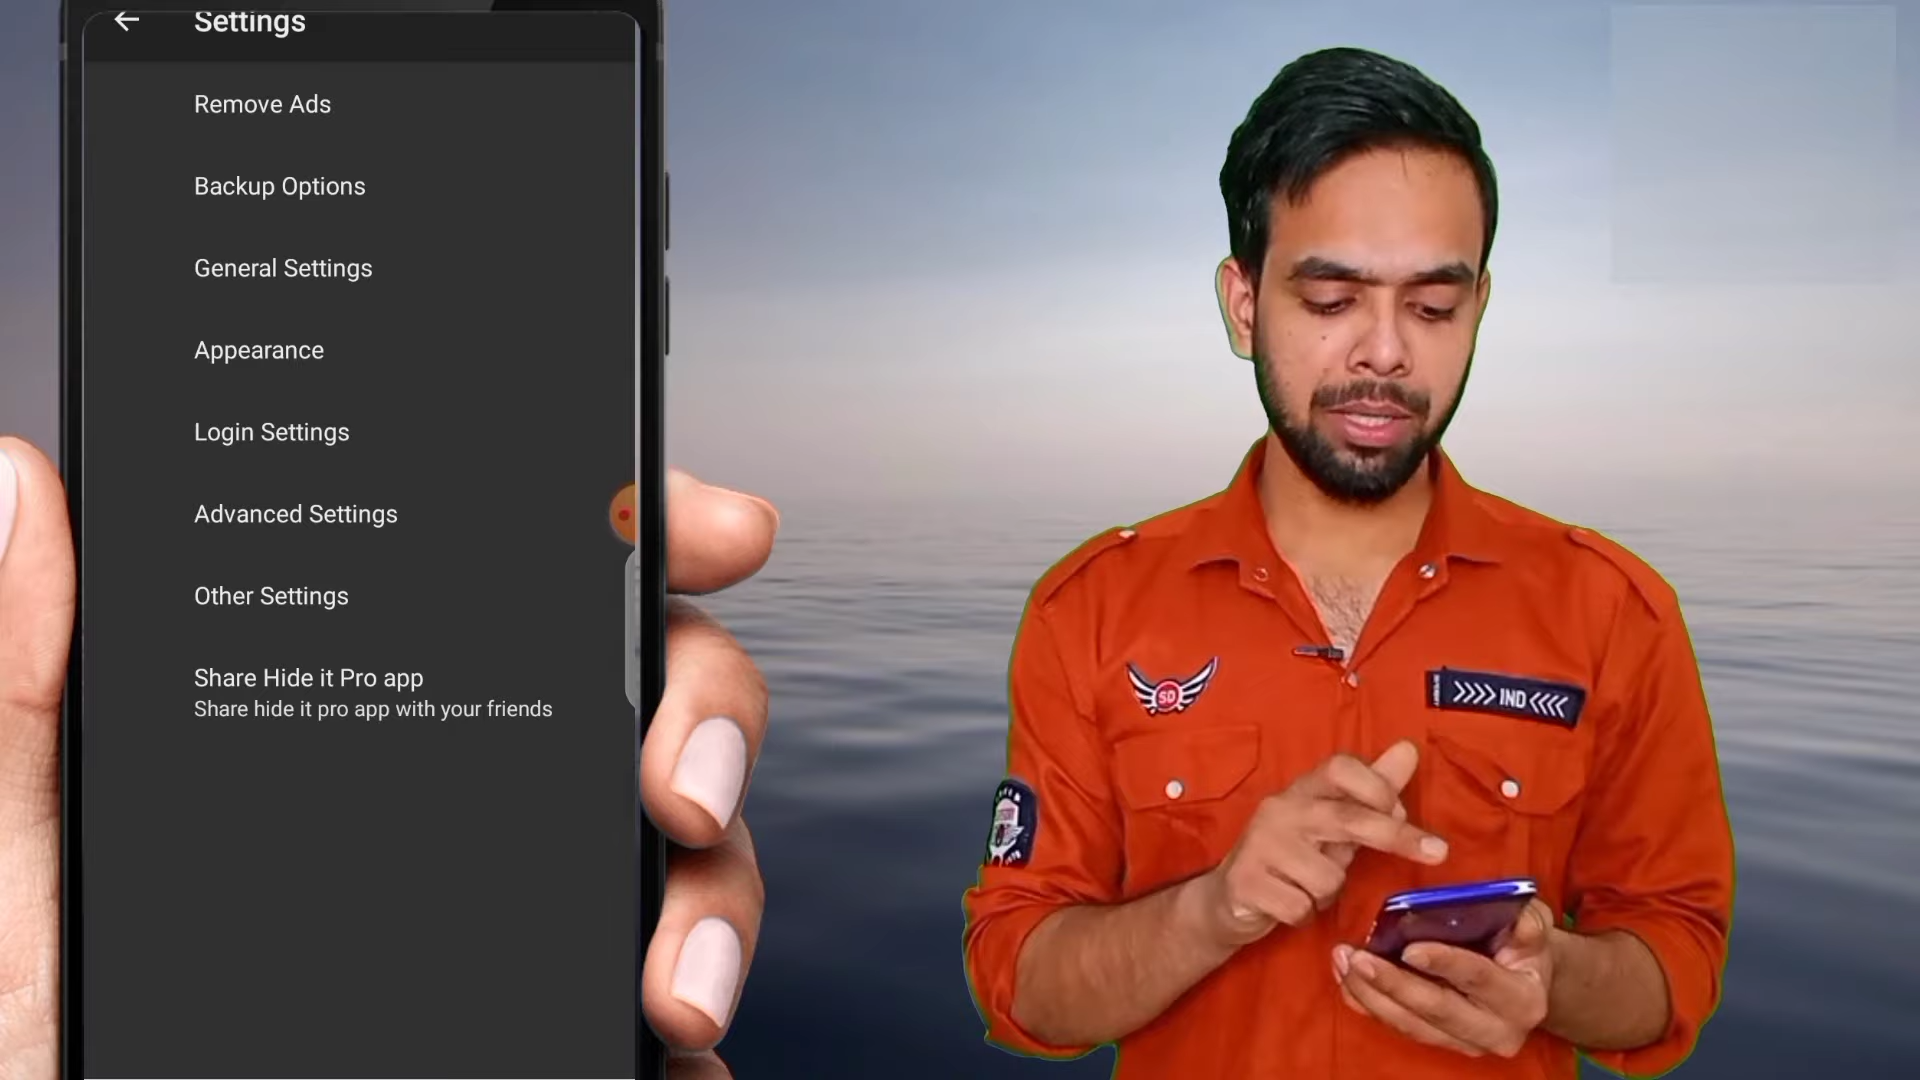 Settings
Remove Ads
Backup Options
General Settings
Appearance
Login Settings
Advanced Settings
Other Settings
Share Hide it Pro app
Share hide it pro app with your friends
SD
IND